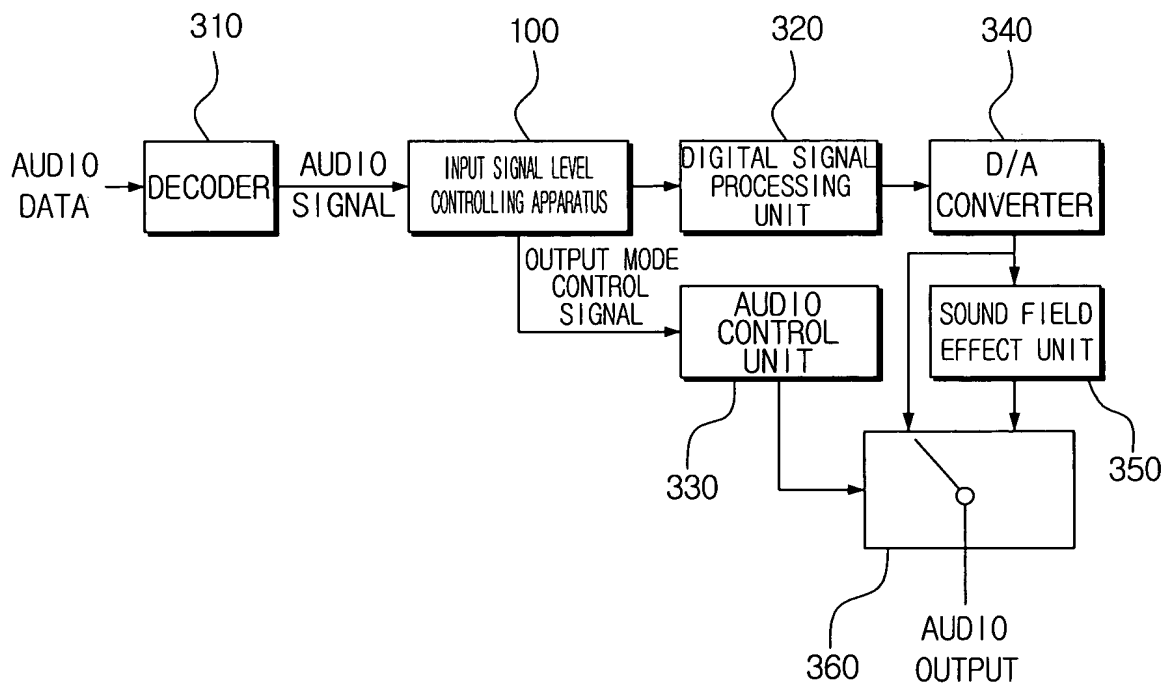 310
100
320
340
AUDIO
DATA
DECODER
AUDIO
SIGNAL
INPUT SIGNAL LEVEL
CONTROLLING APPARATUS
DIGITAL SIGNAL
PROCESSING
UNIT
D/A
CONVERTER
OUTPUT MODE
CONTROL
SIGNAL
AUDIO
CONTROL
UNIT
SOUND FIELD
EFFECT UNIT
330
350
360
AUDIO
OUTPUT